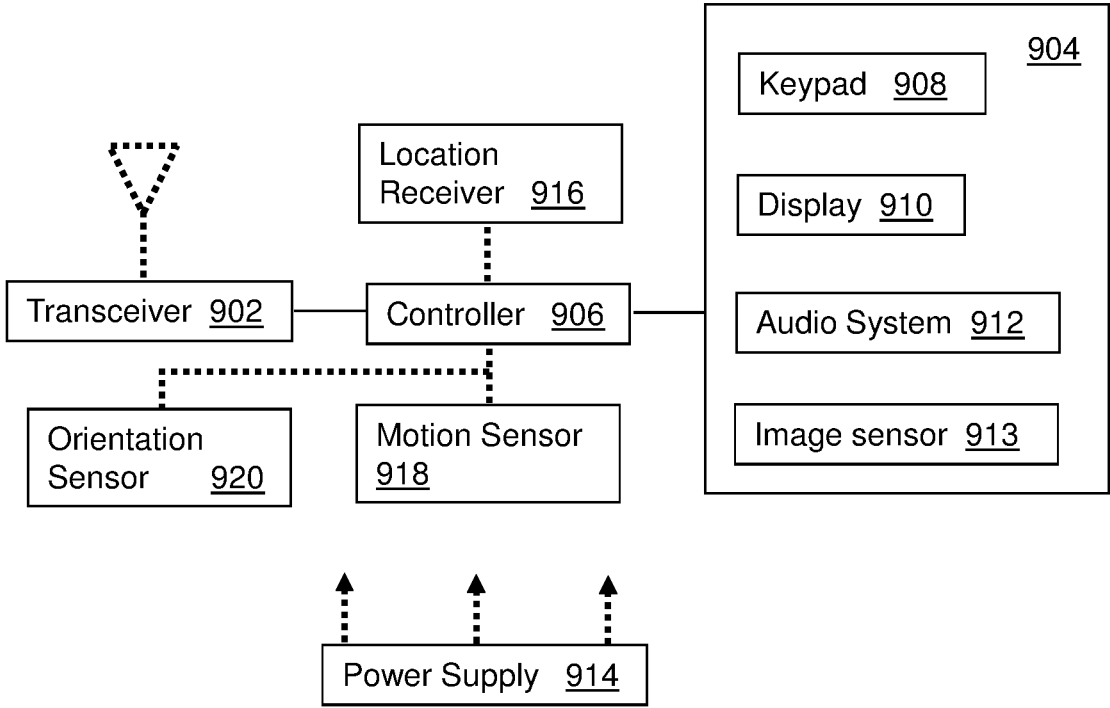 904
Keypad 908
Location
Receiver 916
Display 910
Transceiver 902
Controller 906
Audio System 912
Orientation
Sensor 920
Motion Sensor
918
Image sensor 913
Power Supply 914